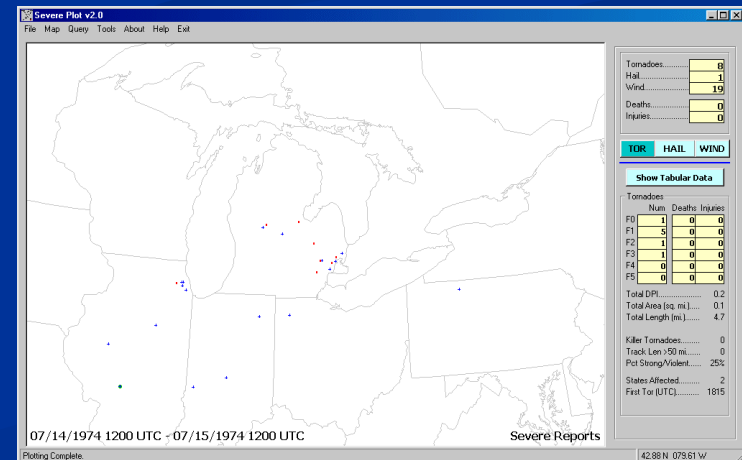 Severe Plot v2.0
File Map Query Tools About Help Exit
Tornadoes............ 8
Hail..................... 1
Wind.................... 19
Deaths................. 0
Injuries................ 0
TOR HAIL WIND
Show Tabular Data
Tornadoes
Num Deaths Injuries
F0 1 0 0
F1 5 0 0
F2 1 0 0
F3 1 0 0
F4 0 0 0
F5 0 0 0
Total DPI..................... 0.2
Total Area (sq. mi.)..... 0.1
Total Length (mi.)....... 4.7
Killer Tornadoes......... 0
Track Len >50 mi...... 0
Pct Strong/Violent...... 25%
States Affected.......... 2
First Tor (UTC)........... 1815
07/14/1974 1200 UTC - 07/15/1974 1200 UTC Severe Reports
Plotting Complete. 42.88 N 079.61 W